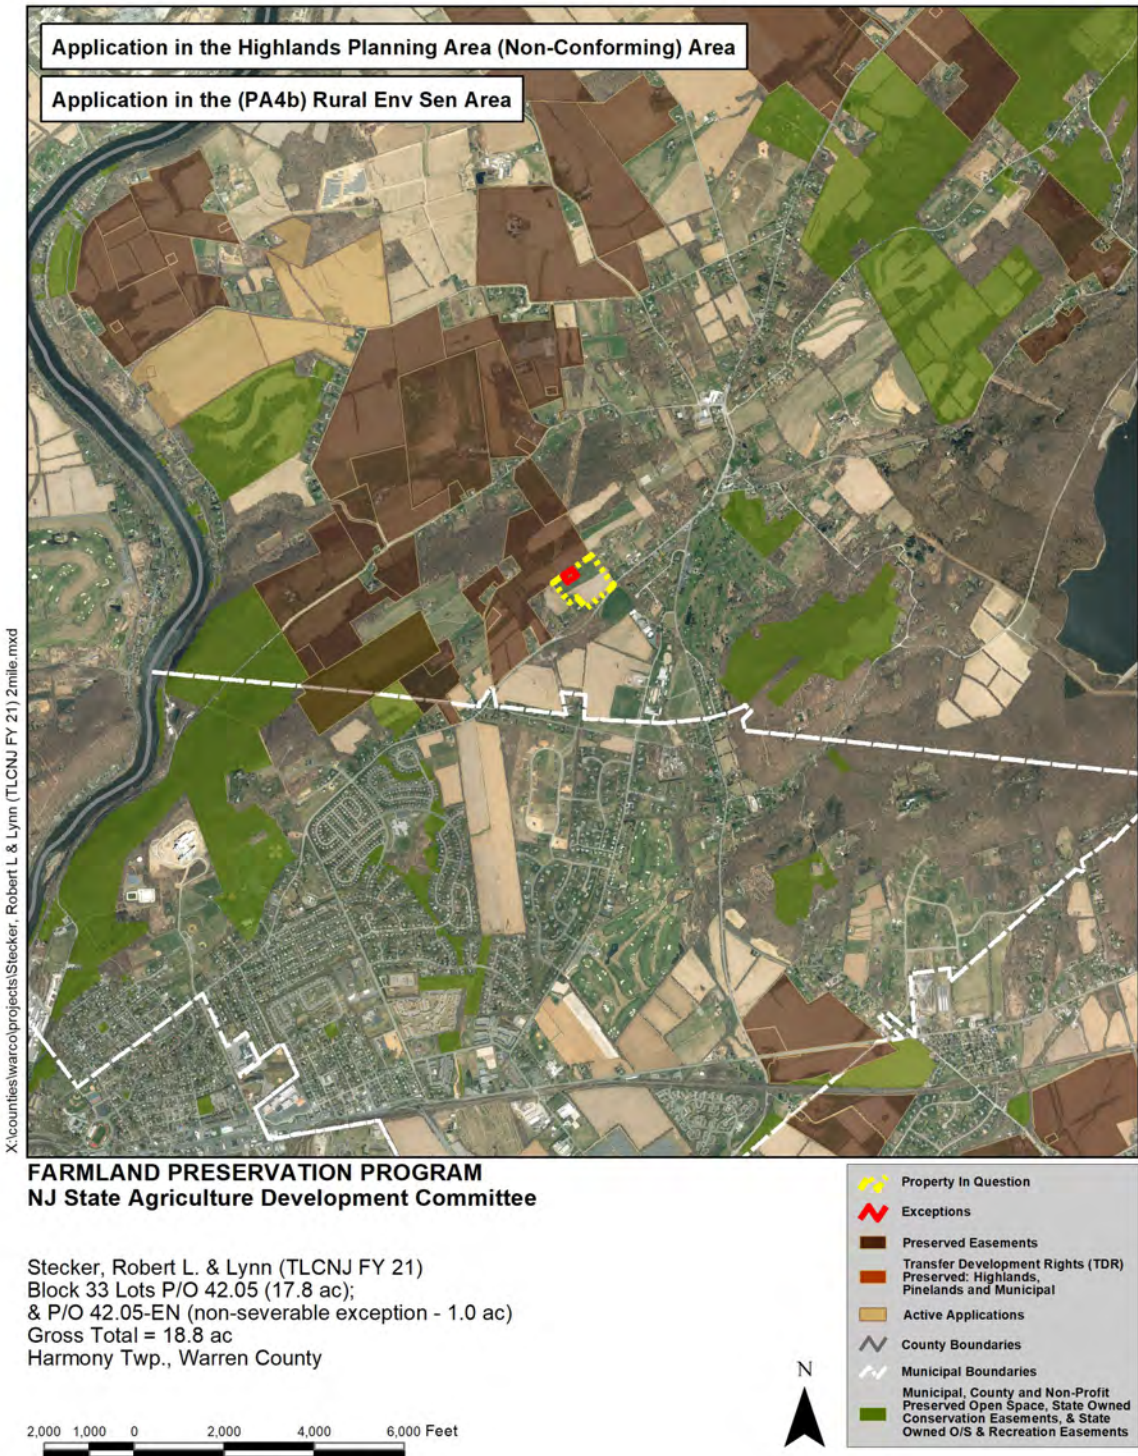 Application in the Highlands Planning Area (Non-Conforming) Area
Application in the (PA4b) Rural Env Sen Area
X:\counties\warco\projects\Stecker, Robert L & Lynn (TLCNJ FY 21) 2mile.mxd
FARMLAND PRESERVATION PROGRAM
NJ State Agriculture Development Committee
Stecker, Robert L. & Lynn (TLCNJ FY 21)
Block 33 Lots P/O 42.05 (17.8 ac);
& P/O 42.05-EN (non-severable exception - 1.0 ac)
Gross Total = 18.8 ac
Harmony Twp., Warren County
2,000 1,000 0 2,000 4,000 6,000 Feet
N
Property In Question
Exceptions
Preserved Easements
Transfer Development Rights (TDR)
Preserved: Highlands,
Pinelands and Municipal
Active Applications
County Boundaries
Municipal Boundaries
Municipal, County and Non-Profit
Preserved Open Space, State Owned
Conservation Easements, & State
Owned O/S & Recreation Easements